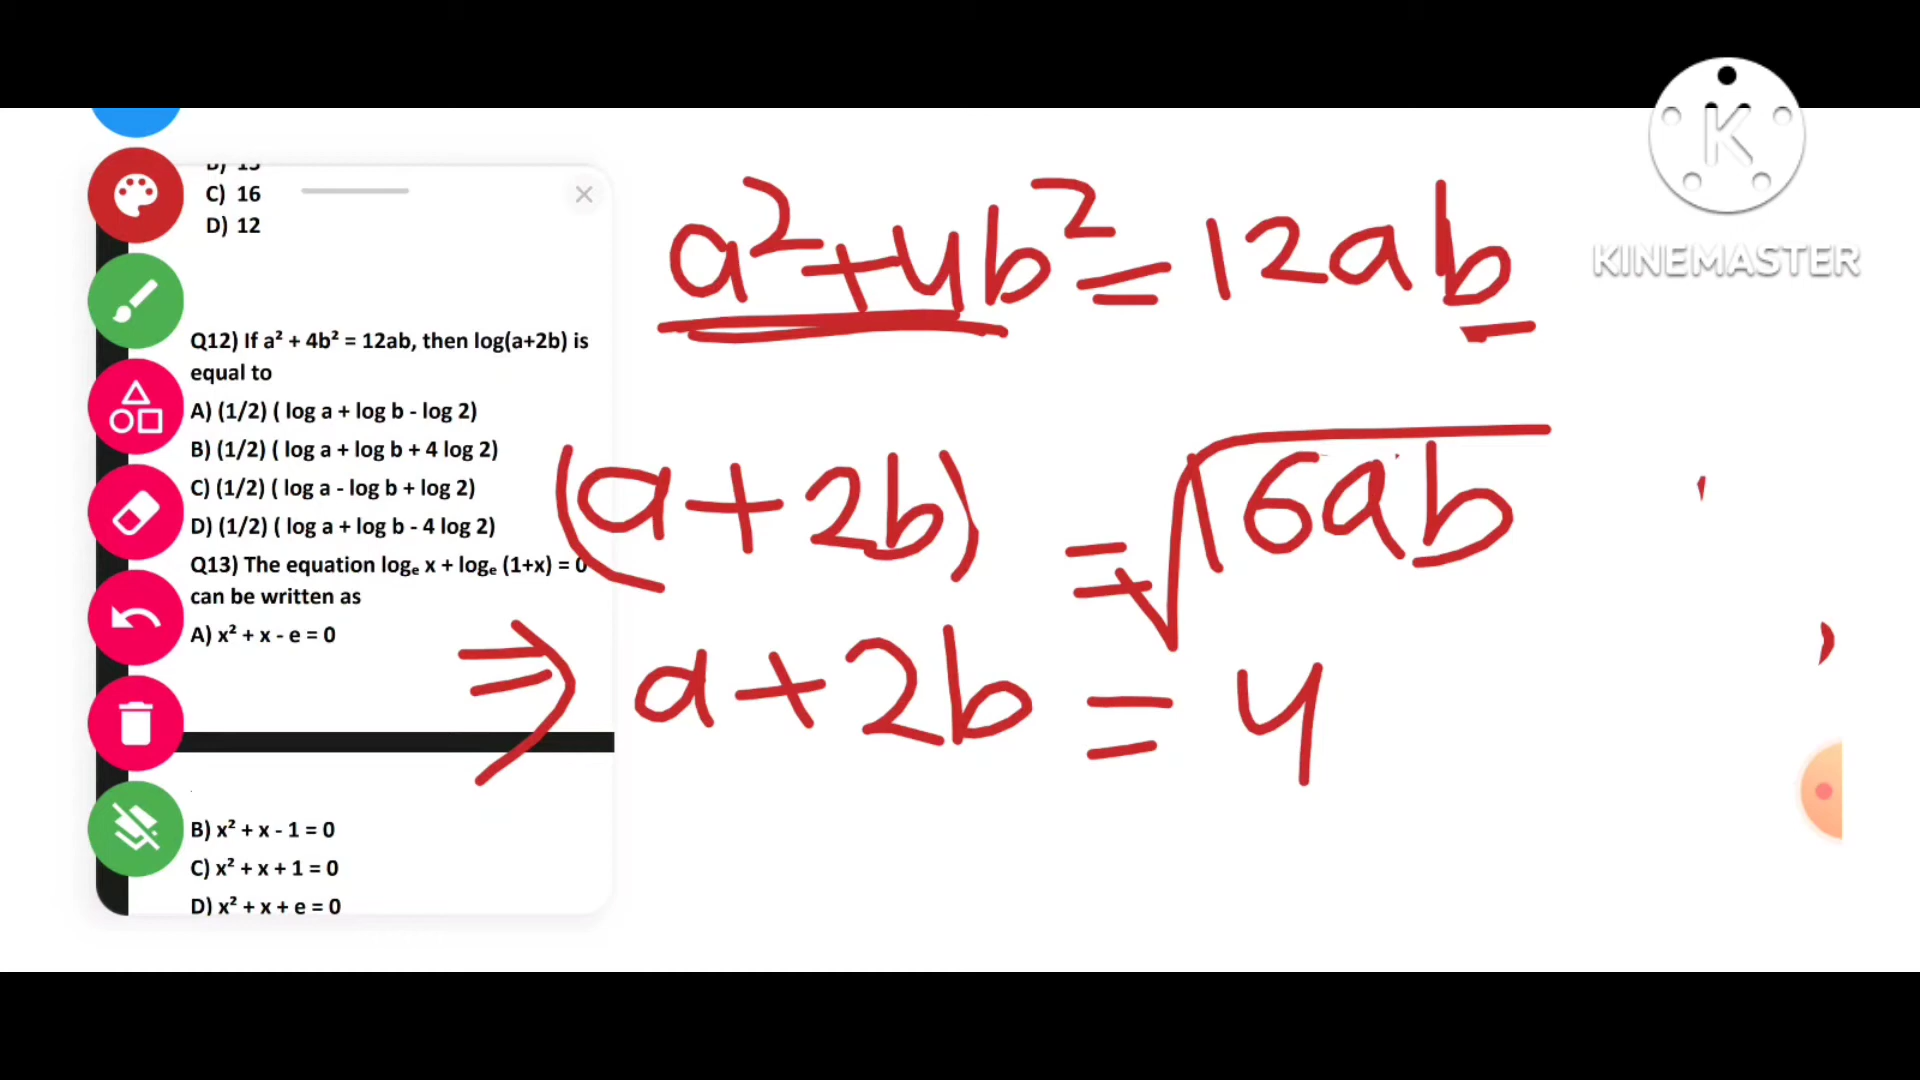 C) 16
D) 12
Q12) If a² + 4b² = 12ab, then log(a+2b) is
equal to
A) (1/2) ( log a + log b - log 2)
B) (1/2) ( log a + log b + 4 log 2)
C) (1/2) ( log a - log b + log 2)
D) (1/2) ( log a + log b - 4 log 2)
Q13) The equation logₑ x + logₑ (1+x) = 0
can be written as
A) x² + x - e = 0
B) x² + x - 1 = 0
C) x² + x + 1 = 0
D) x² + x + e = 0
a²+4b² = 12ab
(a+2b) = √16ab
⇒ a+2b = 4
K
KINEMASTER